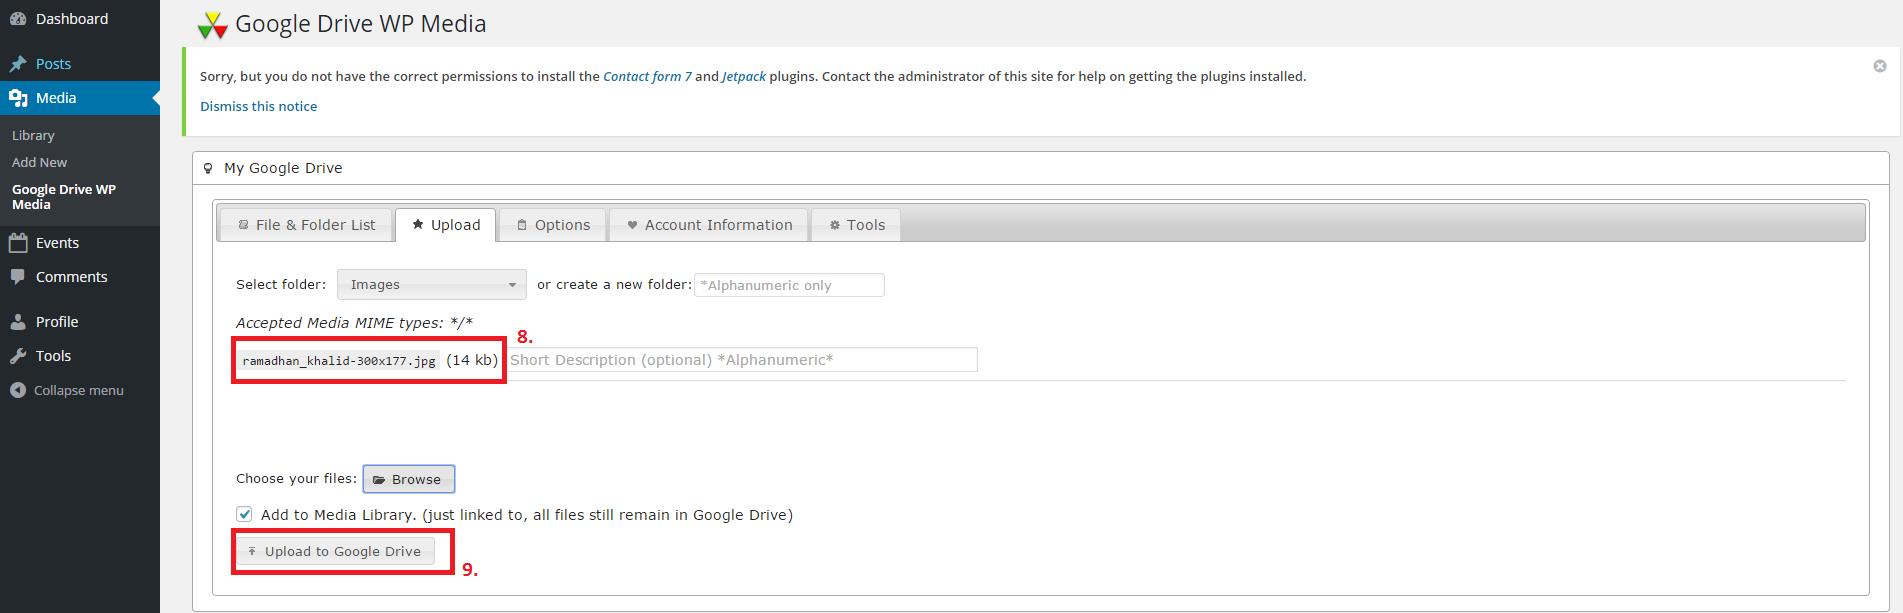 Dashboard
Posts
Media
Library
Add New
Google Drive WP
Media
Events
Comments
Profile
Tools
Collapse menu
Google Drive WP Media
Sorry, but you do not have the correct permissions to install the Contact form 7 and Jetpack plugins. Contact the administrator of this site for help on getting the plugins installed.
Dismiss this notice
My Google Drive
File & Folder List Upload Options Account Information Tools
Select folder: Images or create a new folder: *Alphanumeric only
Accepted Media MIME types: */*
8.
ramadhan_khalid-300x177.jpg (14 kb) Short Description (optional) *Alphanumeric*
Choose your files: Browse
Add to Media Library. (just linked to, all files still remain in Google Drive)
Upload to Google Drive
9.